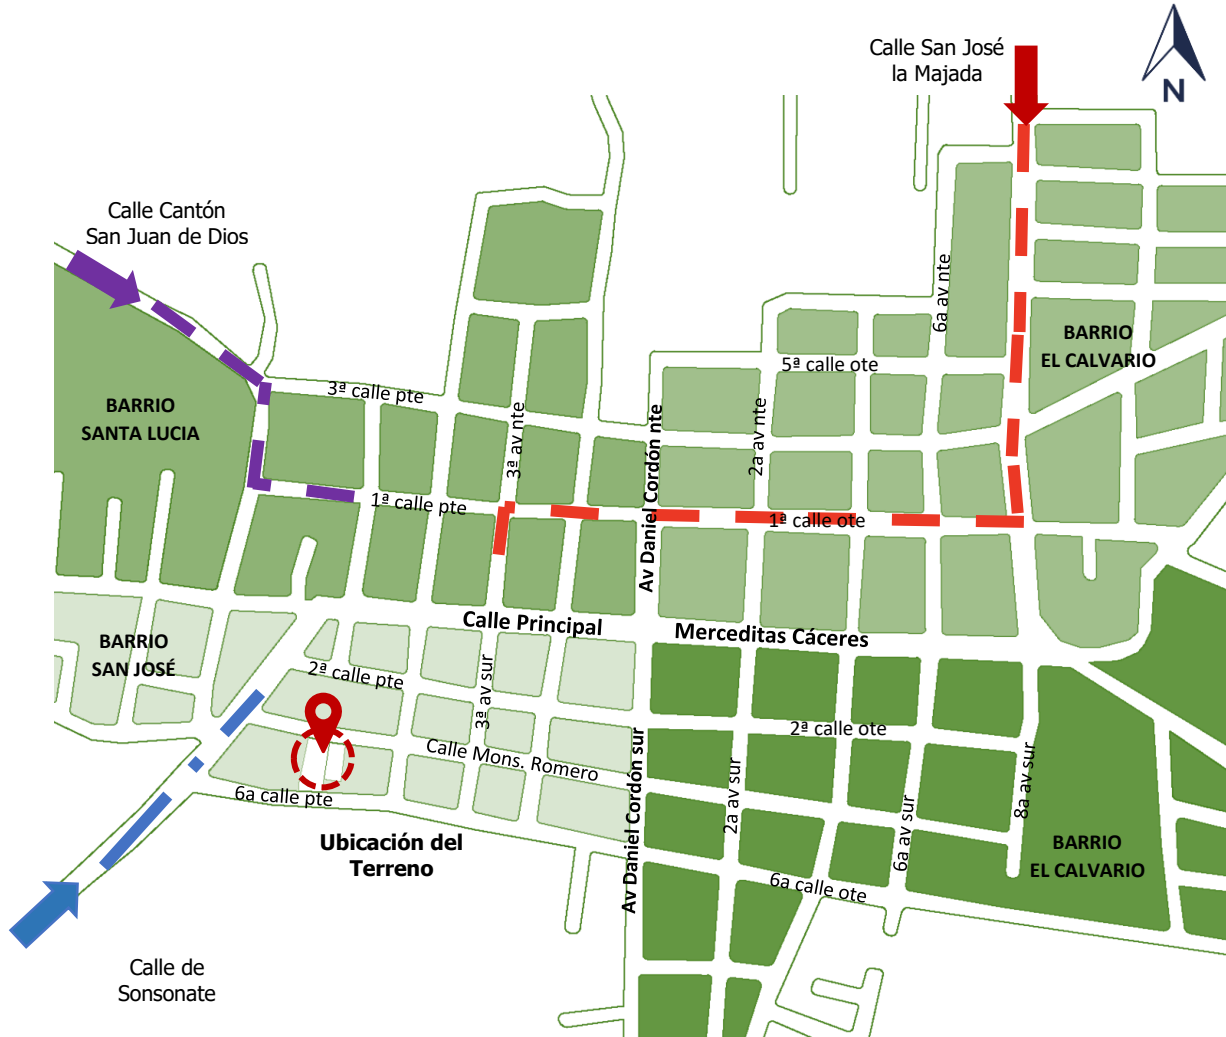 Calle San José
la Majada
N
Calle Cantón
San Juan de Dios
6a av nte
BARRIO
EL CALVARIO
5ª calle ote
3ª calle pte
BARRIO
SANTA LUCIA
3ª av nte
Av Daniel Cordón nte
2a av nte
1ª calle pte
1ª calle ote
Calle Principal
Merceditas Cáceres
BARRIO
SAN JOSÉ
2ª calle pte
3ª av sur
2ª calle ote
Calle Mons. Romero
Av Daniel Cordón sur
2a av sur
8a av sur
6a calle pte
6a av sur
Ubicación del
Terreno
BARRIO
EL CALVARIO
6a calle ote
Calle de
Sonsonate